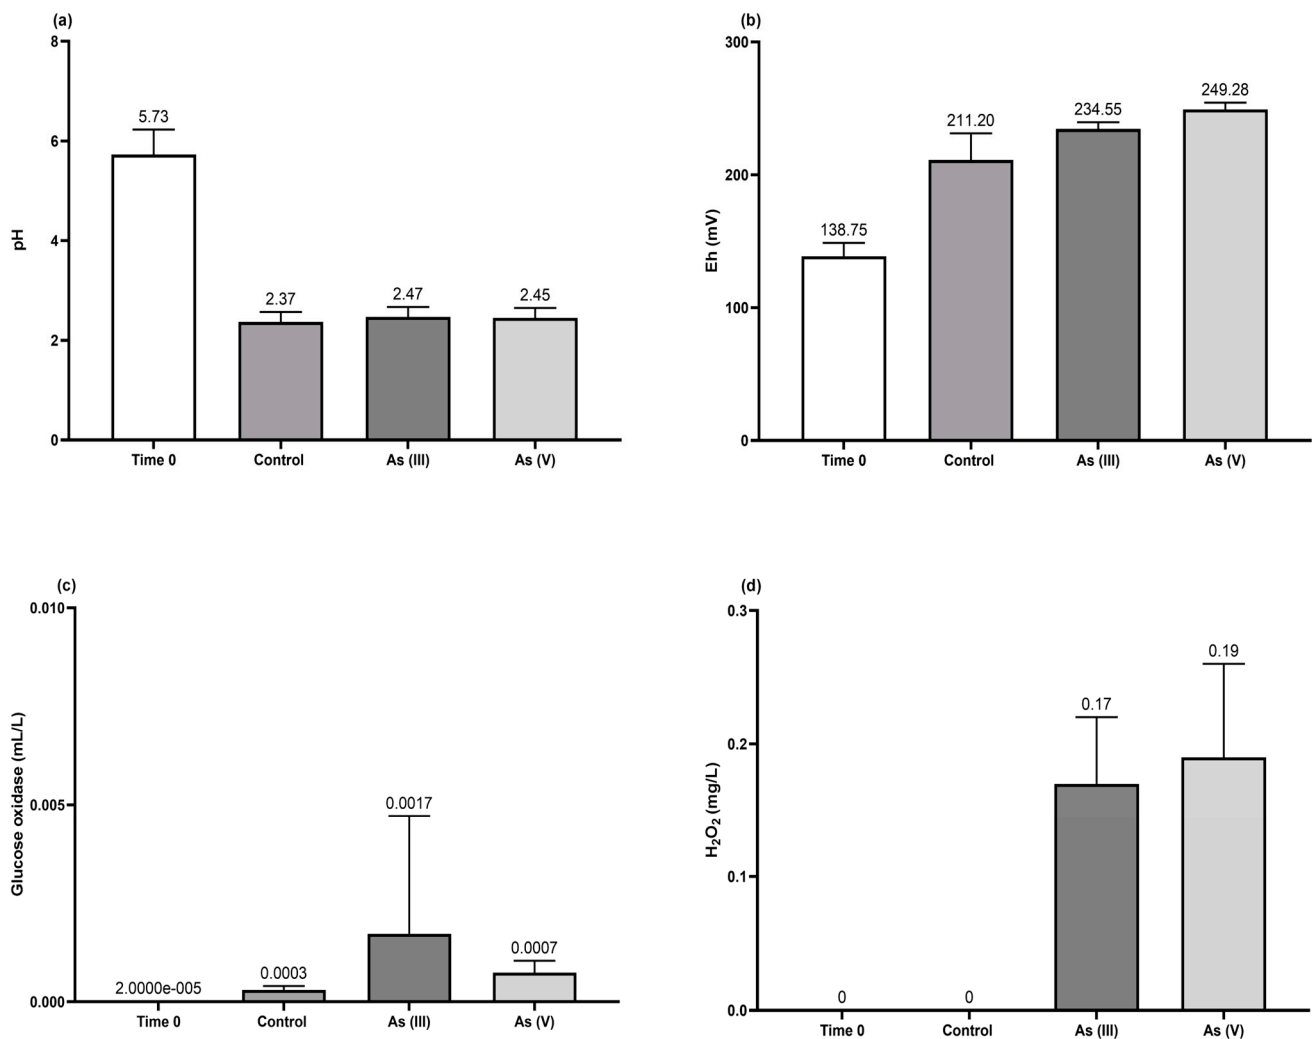 (a)
8
6
4
2
0
pH
5.73
2.37
2.47
2.45
Time 0
Control
As (III)
As (V)
(b)
300
200
100
0
Eh (mV)
138.75
211.20
234.55
249.28
Time 0
Control
As (III)
As (V)
(c)
0.010
0.005
0.000
Glucose oxidase (mL/L)
2.0000e-005
0.0003
0.0017
0.0007
Time 0
Control
As (III)
As (V)
(d)
0.3
0.2
0.1
0.0
H₂O₂ (mg/L)
0
0
0.17
0.19
Time 0
Control
As (III)
As (V)